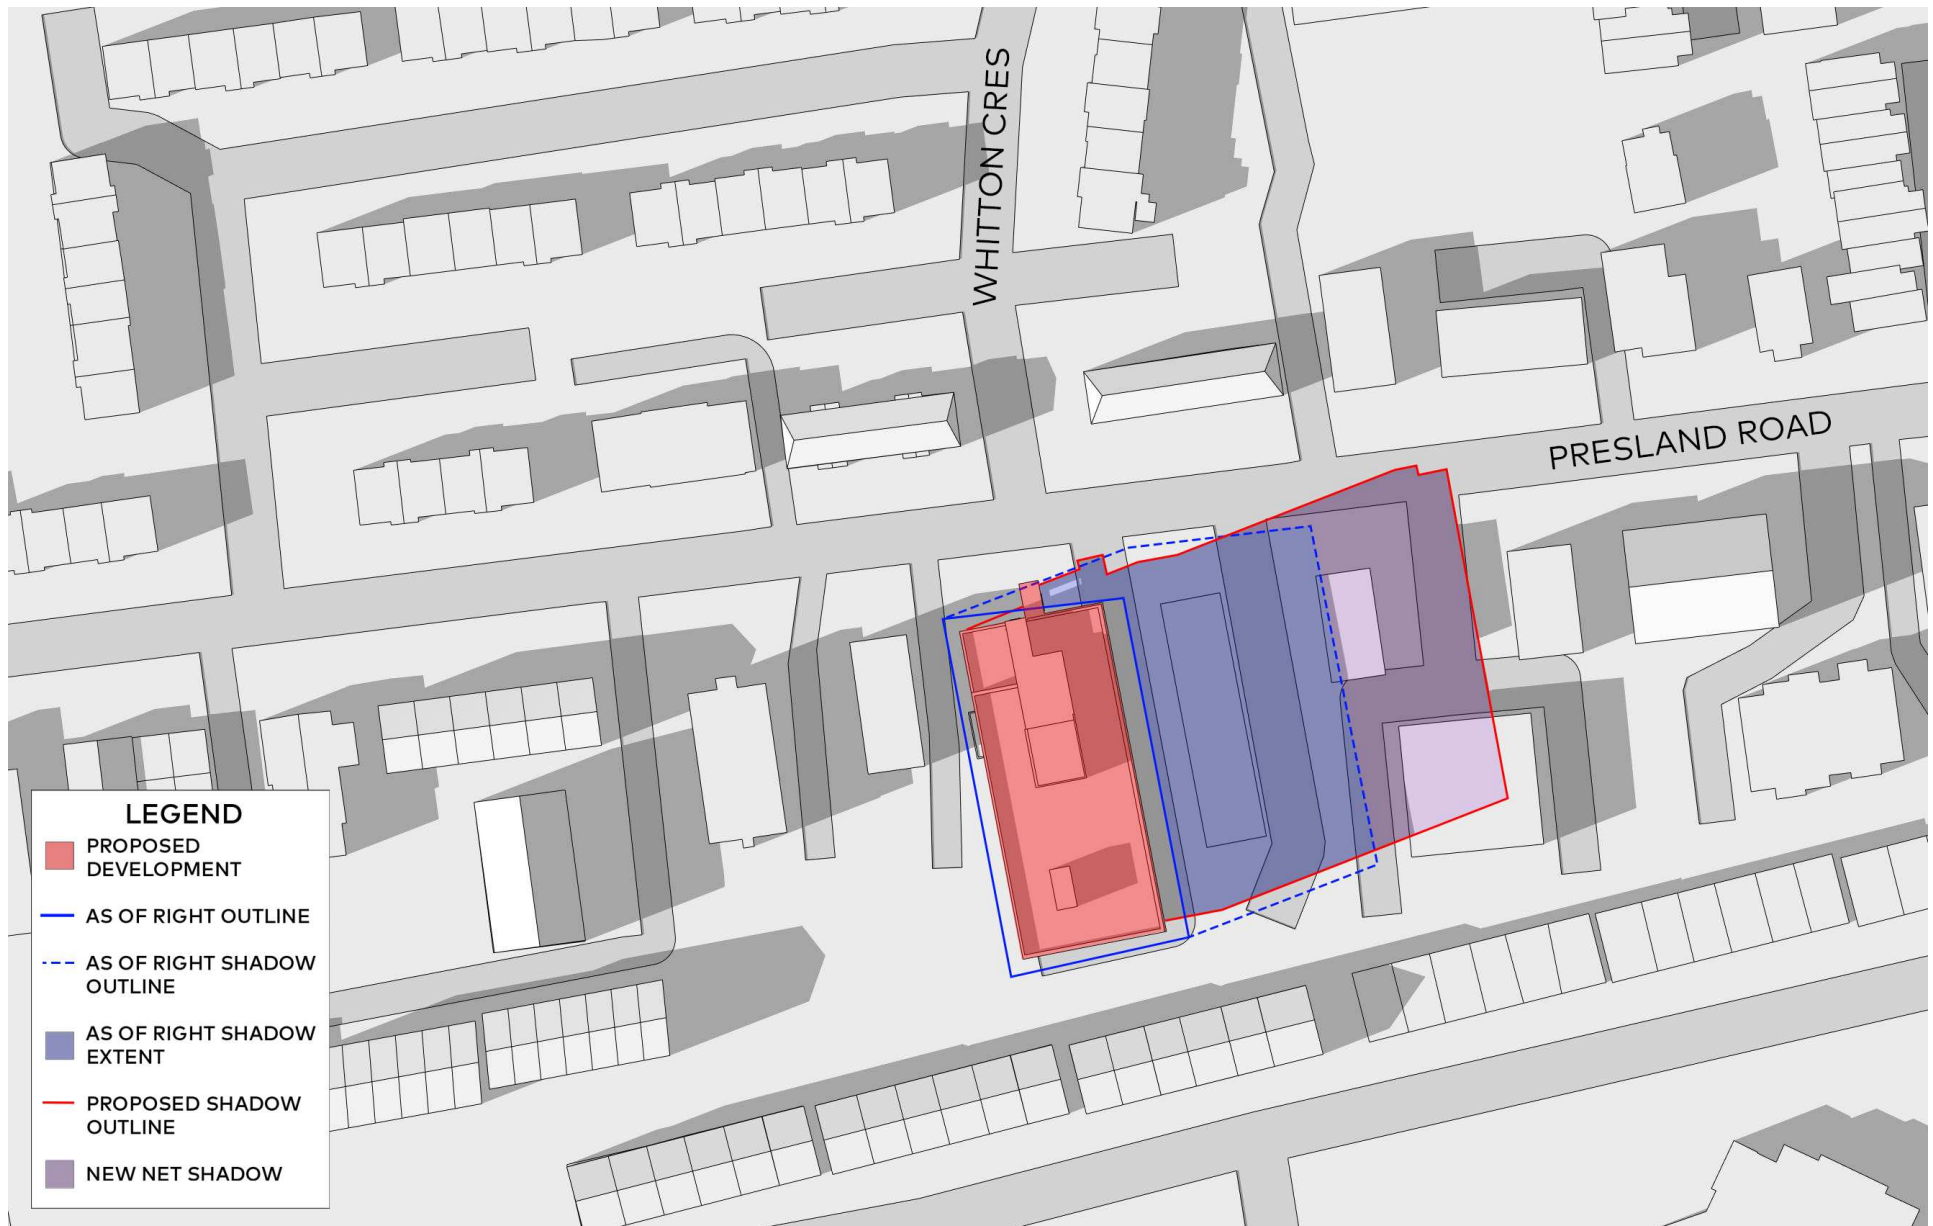 WHITTON CRES
PRESLAND ROAD
LEGEND
PROPOSED
DEVELOPMENT
AS OF RIGHT OUTLINE
AS OF RIGHT SHADOW
OUTLINE
AS OF RIGHT SHADOW
EXTENT
PROPOSED SHADOW
OUTLINE
NEW NET SHADOW